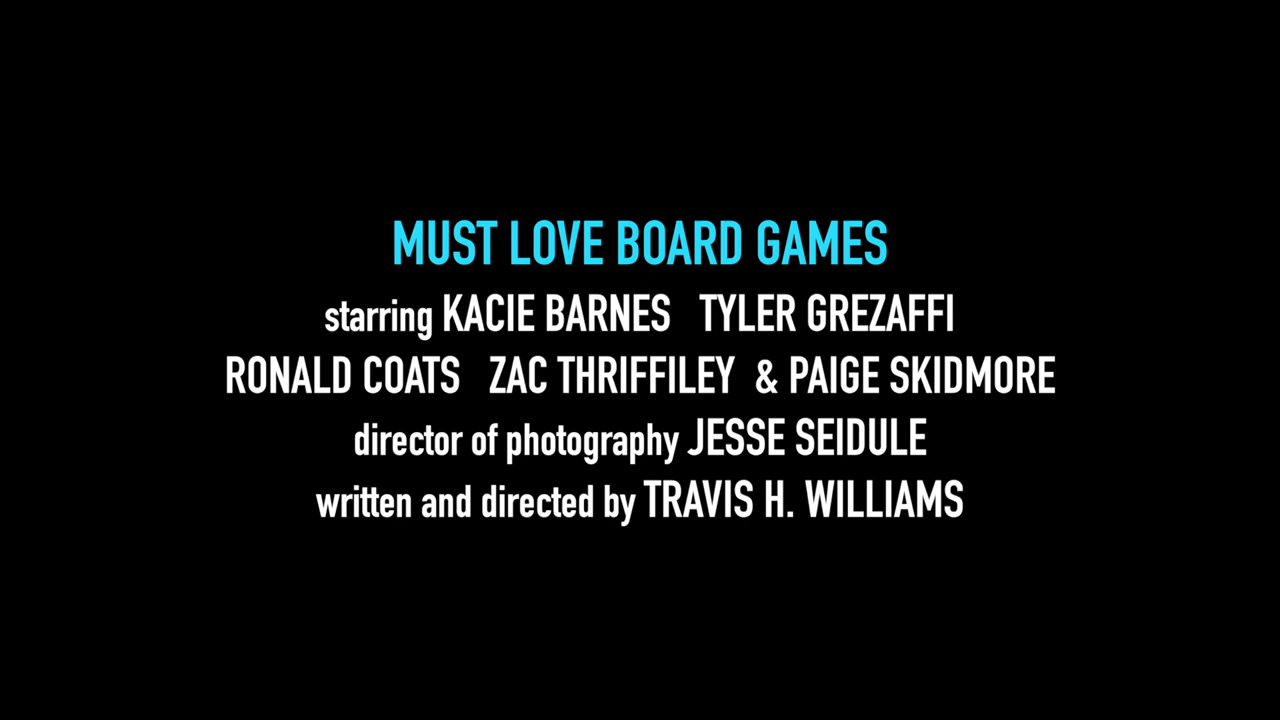 MUST LOVE BOARD GAMES
starring KACIE BARNES TYLER GREZAFFI
RONALD COATS ZAC THRIFFILEY & PAIGE SKIDMORE
director of photography JESSE SEIDULE
written and directed by TRAVIS H. WILLIAMS